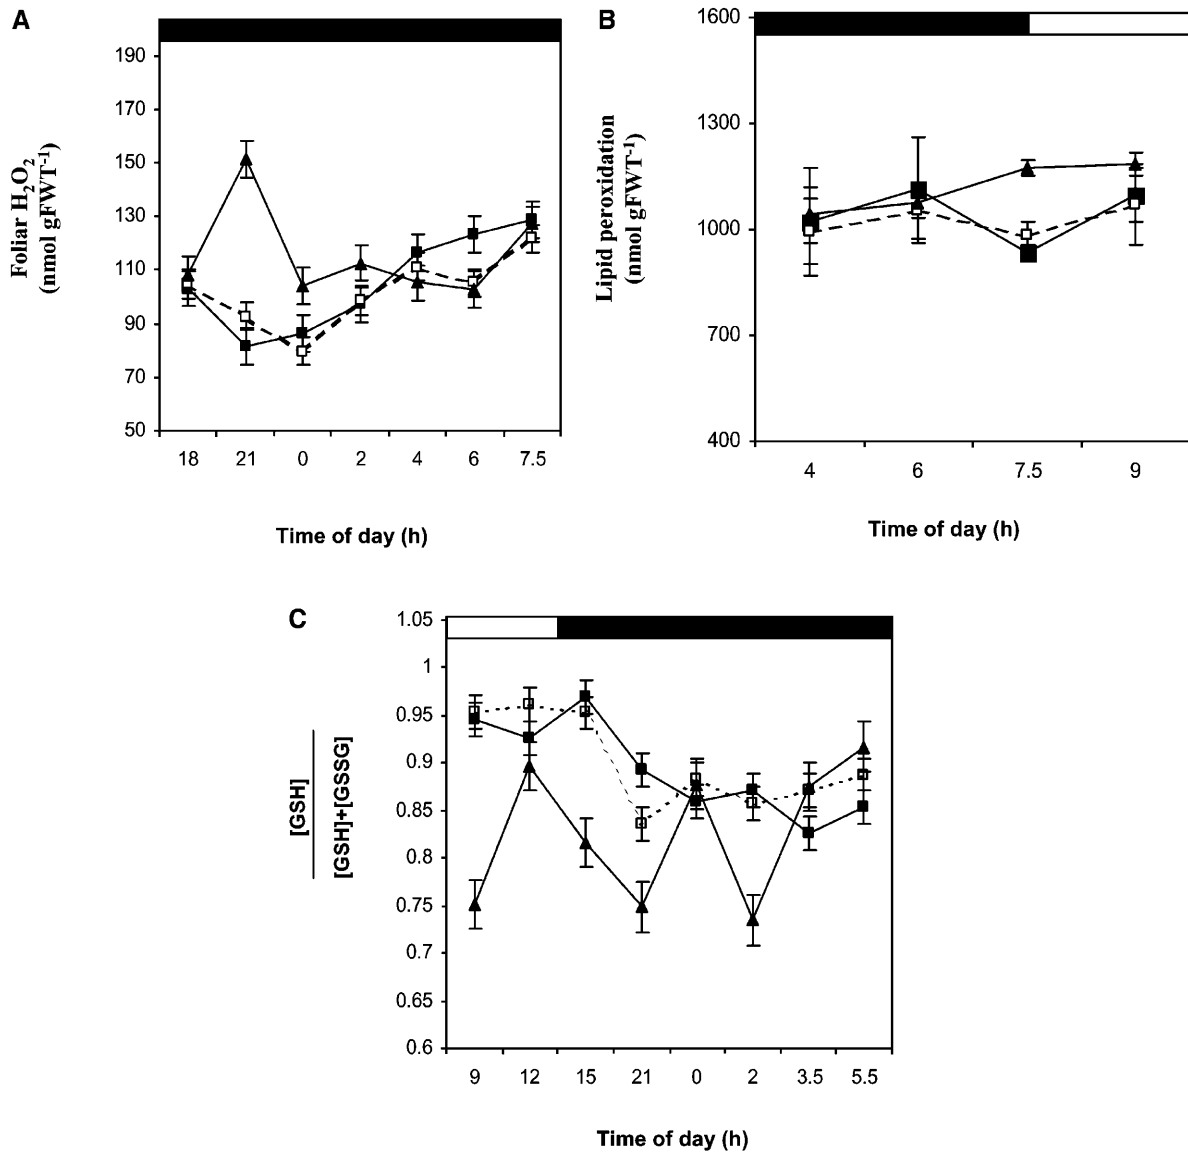 A
190
170
150
130
110
90
70
50
Foliar H2O2
(nmol gFWT-1)
18 21 0 2 4 6 7.5
Time of day (h)
B
1600
1300
1000
700
400
Lipid peroxidation
(nmol gFWT-1)
4 6 7.5 9
Time of day (h)
C
1.05
1
0.95
0.9
0.85
0.8
0.75
0.7
0.65
0.6
[GSH]
[GSH]+[GSSG]
9 12 15 21 0 2 3.5 5.5
Time of day (h)